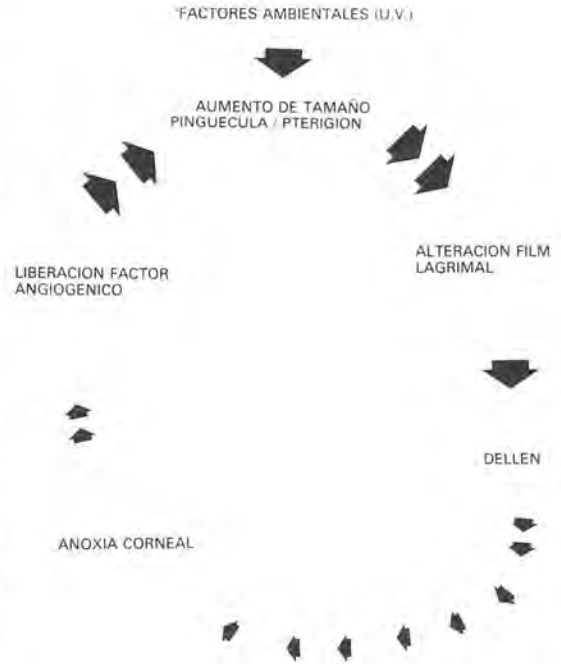 FACTORES AMBIENTALES (U.V.)
AUMENTO DE TAMAÑO
PINGUECULA / PTERIGION
ALTERACION FILM
LAGRIMAL
LIBERACION FACTOR
ANGIOGENICO
DELLEN
ANOXIA CORNEAL